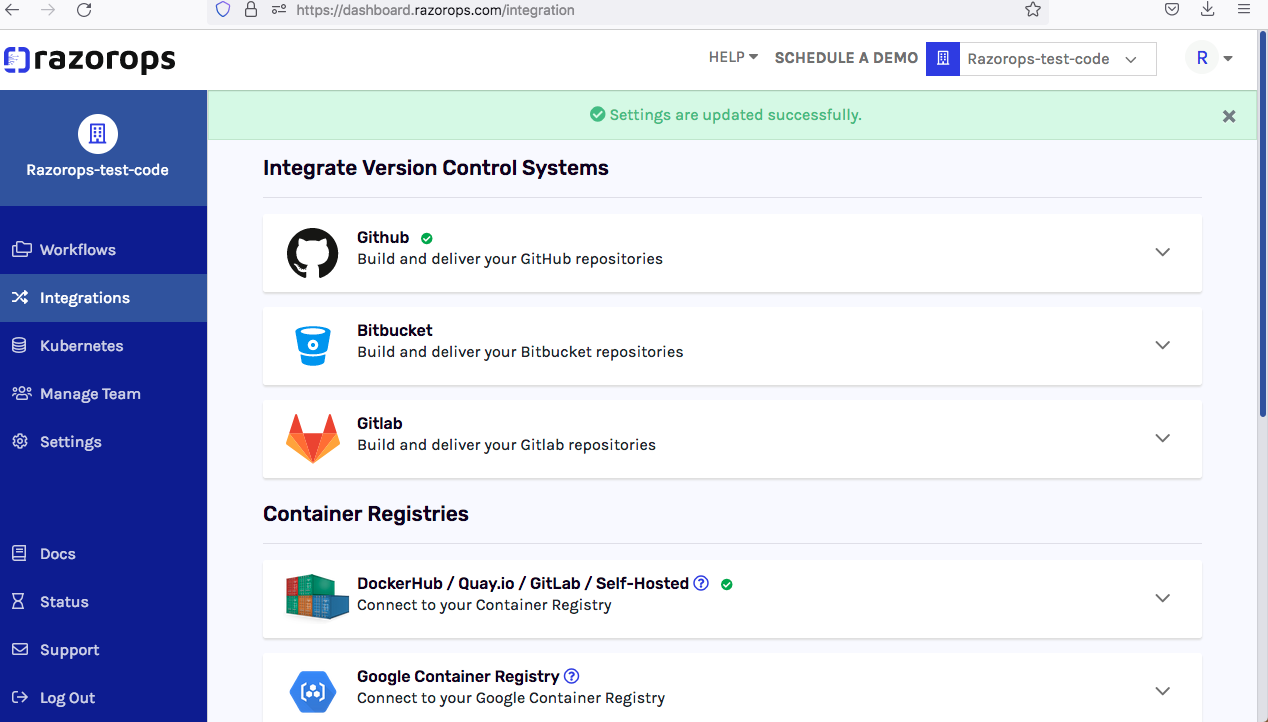 https://dashboard.razorops.com/integration
razorops
HELP
SCHEDULE A DEMO
Razorops-test-code
R
Razorops-test-code
Workflows
Integrations
Kubernetes
Manage Team
Settings
Docs
Status
Support
Log Out
Settings are updated successfully.
Integrate Version Control Systems
Github
Build and deliver your GitHub repositories
Bitbucket
Build and deliver your Bitbucket repositories
Gitlab
Build and deliver your Gitlab repositories
Container Registries
DockerHub / Quay.io / GitLab / Self-Hosted ?
Connect to your Container Registry
Google Container Registry ?
Connect to your Google Container Registry